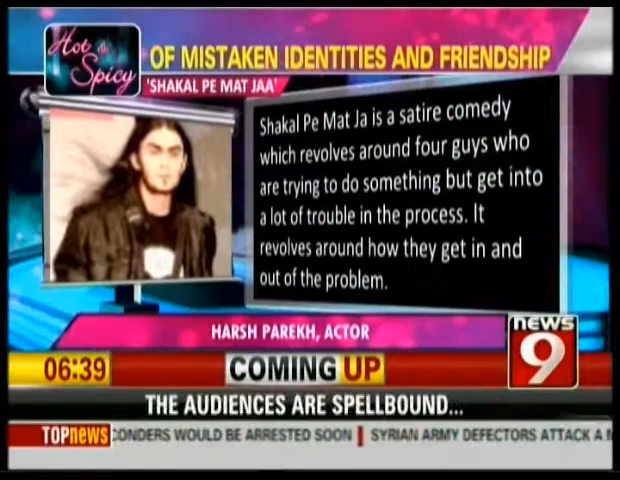 Hot &
Spicy
OF MISTAKEN IDENTITIES AND FRIENDSHIP
'SHAKAL PE MAT JAA'
Shakal Pe Mat Ja is a satire comedy
which revolves around four guys who
are trying to do something but get into
a lot of trouble in the process. It
revolves around how they get in and
out of the problem.
HARSH PAREKH, ACTOR
NEWS
9
06:39
COMING UP
THE AUDIENCES ARE SPELLBOUND...
TOPnews
CONDERS WOULD BE ARRESTED SOON | SYRIAN ARMY DEFECTORS ATTACK A